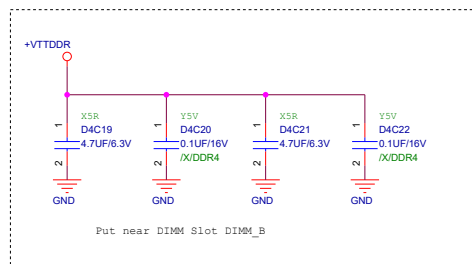 +VTTDDR
X5R Y5V X5R Y5V
1 D4C19 1 D4C20 1 D4C21 1 D4C22
4.7UF/6.3V 0.1UF/16V 4.7UF/6.3V 0.1UF/16V
2 2 /X/DDR4 2 2 /X/DDR4
GND GND GND GND
Put near DIMM Slot DIMM_B